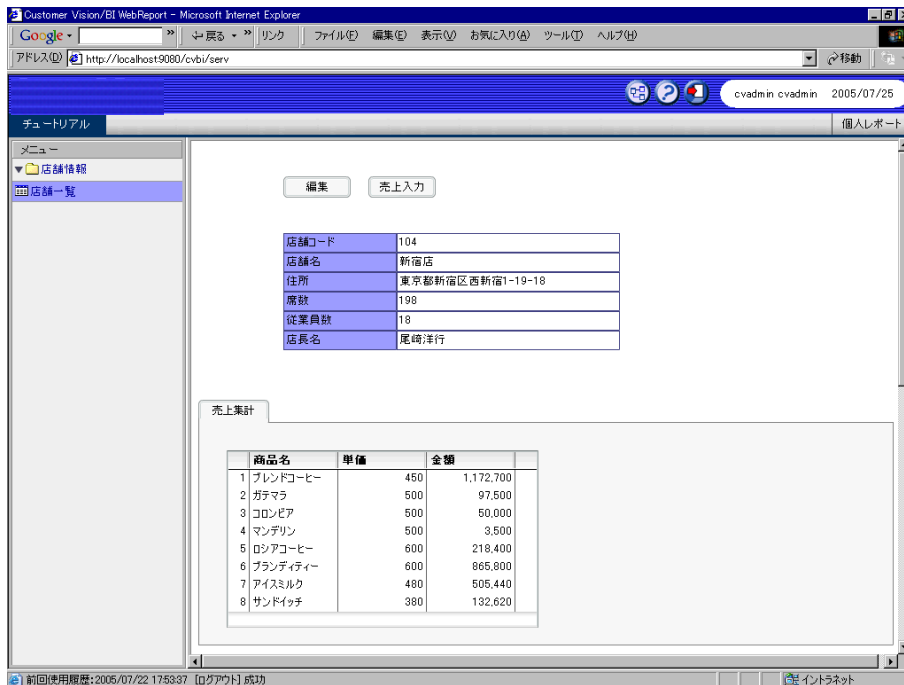 Customer Vision/BI WebReport - Microsoft Internet Explorer
Google - » 戻る - » リンク ファイル(F) 編集(E) 表示(V) お気に入り(A) ツール(T) ヘルプ(H)
アドレス(D) http://localhost:9080/cvbi/serv 移動
cvadmin cvadmin 2005/07/25
チュートリアル 個人レポート
メニュー
店舗情報
店舗一覧
編集 売上入力
店舗コード 104
店舗名 新宿店
住所 東京都新宿区西新宿1-19-18
席数 198
従業員数 18
店長名 尾崎洋行
売上集計
商品名 単価 金額
1 ブレンドコーヒー 450 1,172,700
2 ガテマラ 500 97,500
3 コロンビア 500 50,000
4 マンデリン 500 3,500
5 ロシアコーヒー 600 218,400
6 ブランディティー 600 865,800
7 アイスミルク 480 505,440
8 サンドイッチ 380 132,620
前回使用履歴:2005/07/22 17:53:37 [ログアウト] 成功 イントラネット